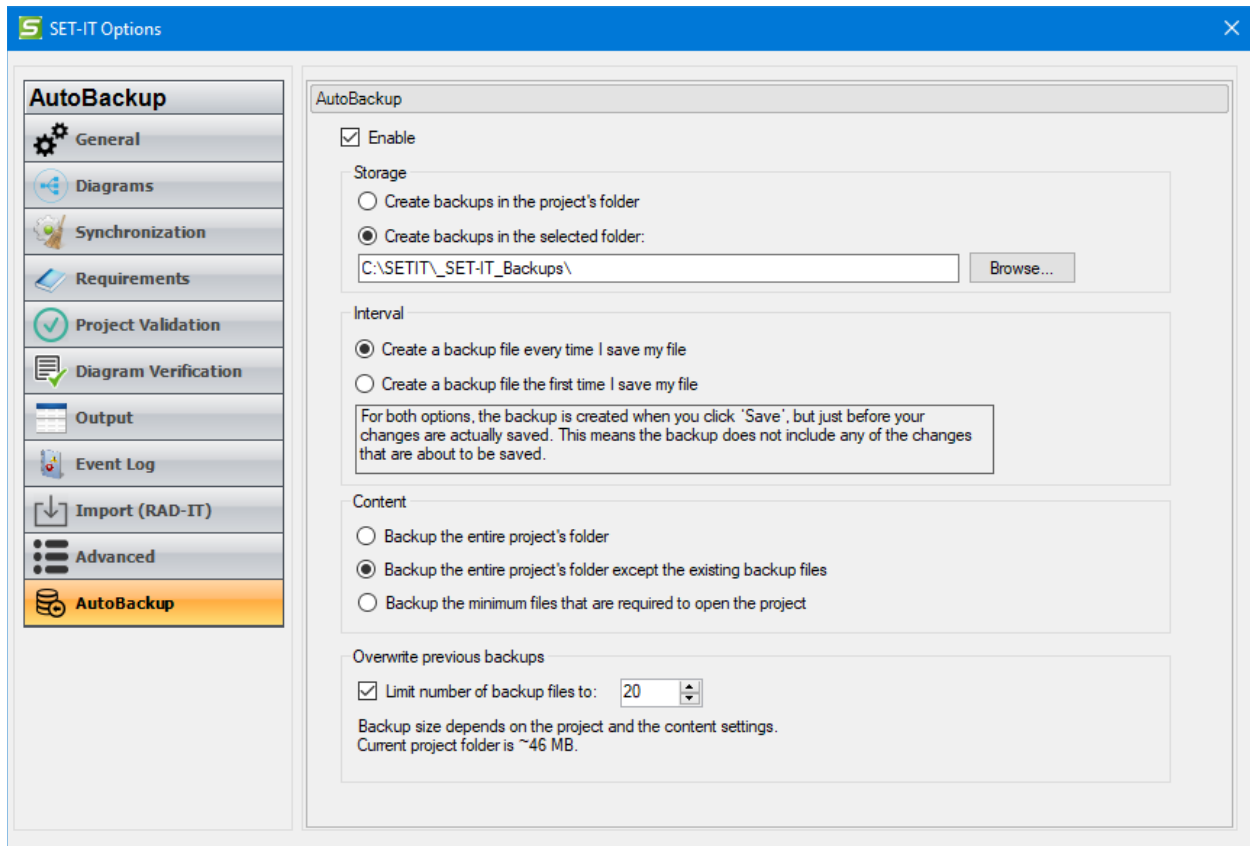 SET-IT Options
AutoBackup
General
Diagrams
Synchronization
Requirements
Project Validation
Diagram Verification
Output
Event Log
Import (RAD-IT)
Advanced
AutoBackup
AutoBackup
Enable
Storage
Create backups in the project's folder
Create backups in the selected folder:
C:\SETIT\_SET-IT_Backups\
Browse...
Interval
Create a backup file every time I save my file
Create a backup file the first time I save my file
For both options, the backup is created when you click 'Save', but just before your
changes are actually saved. This means the backup does not include any of the changes
that are about to be saved.
Content
Backup the entire project's folder
Backup the entire project's folder except the existing backup files
Backup the minimum files that are required to open the project
Overwrite previous backups
Limit number of backup files to: 20
Backup size depends on the project and the content settings.
Current project folder is ~46 MB.